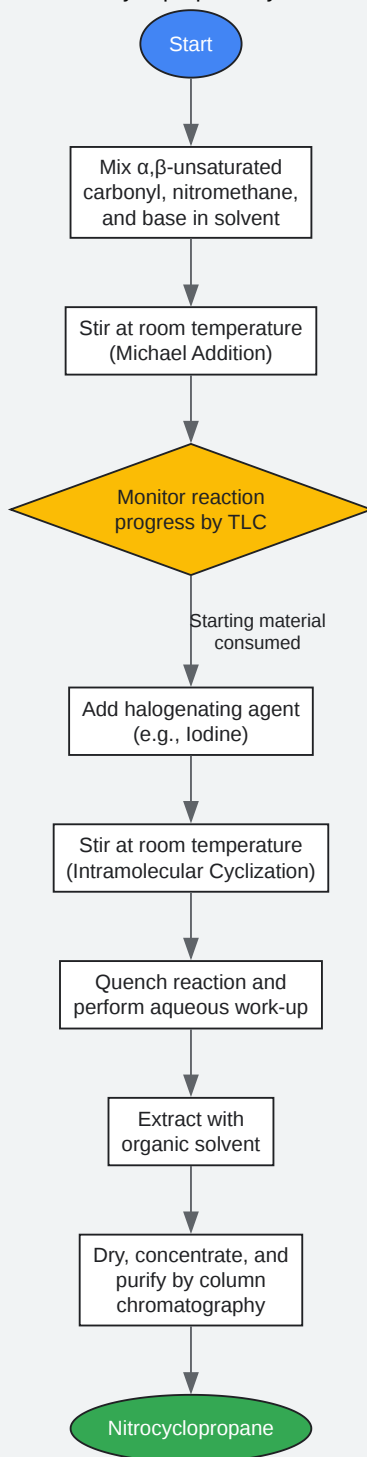 Start
Mix α,β-unsaturated
carbonyl, nitromethane,
and base in solvent
Stir at room temperature
(Michael Addition)
Monitor reaction
progress by TLC
Starting material
consumed
Add halogenating agent
(e.g., Iodine)
Stir at room temperature
(Intramolecular Cyclization)
Quench reaction and
perform aqueous work-up
Extract with
organic solvent
Dry, concentrate, and
purify by column
chromatography
Nitrocyclopropane